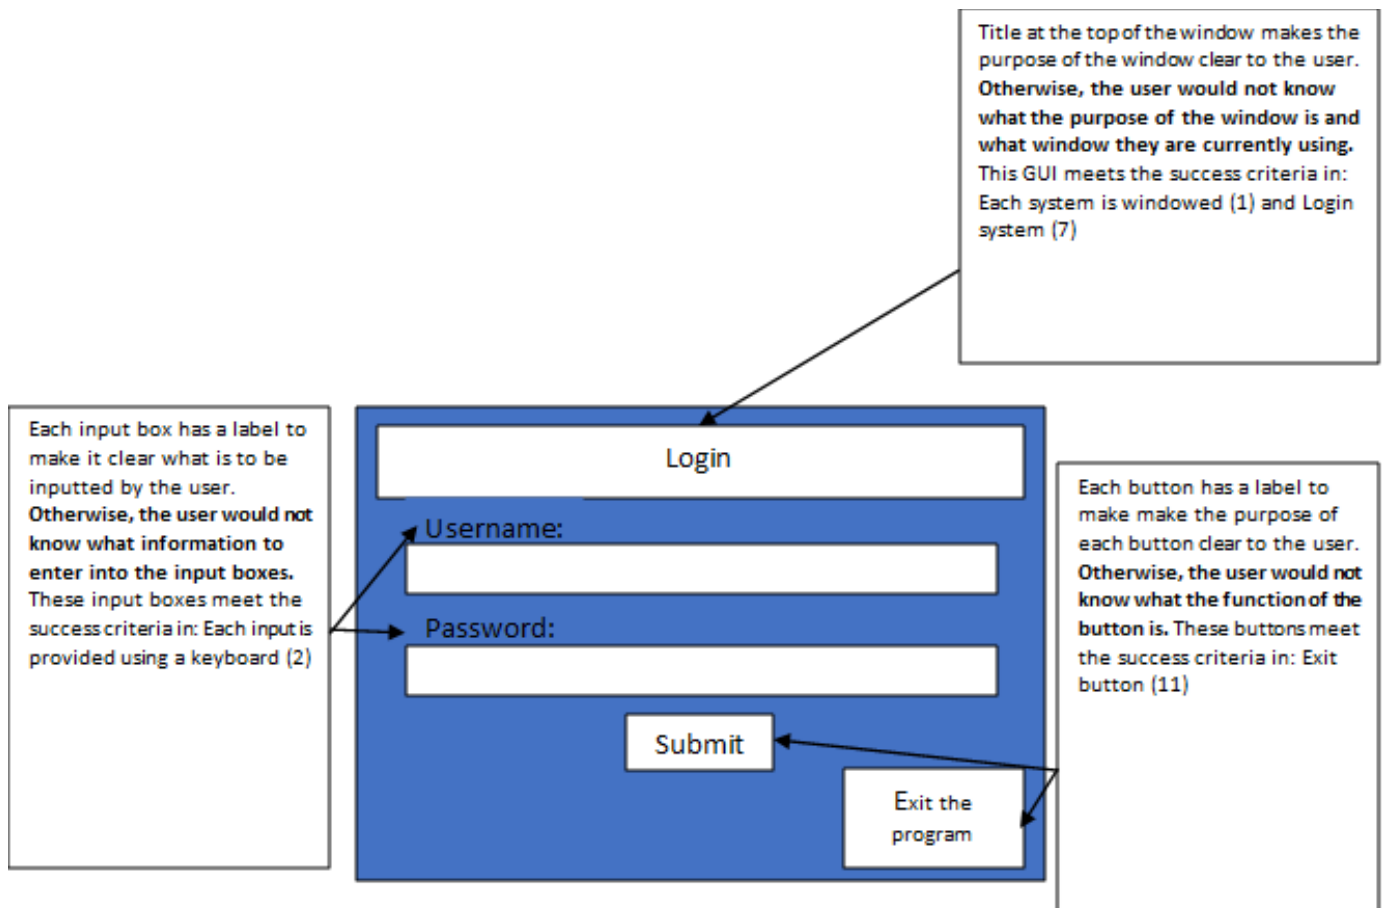 Title at the top of the window makes the
purpose of the window clear to the user.
Otherwise, the user would not know
what the purpose of the window is and
what window they are currently using.
This GUI meets the success criteria in:
Each system is windowed (1) and Login
system (7)
Each input box has a label to
make it clear what is to be
inputted by the user.
Otherwise, the user would not
know what information to
enter into the input boxes.
These input boxes meet the
success criteria in: Each input is
provided using a keyboard (2)
Login
Username:
Password:
Submit
Exit the
program
Each button has a label to
make make the purpose of
each button clear to the user.
Otherwise, the user would not
know what the function of the
button is. These buttons meet
the success criteria in: Exit
button (11)